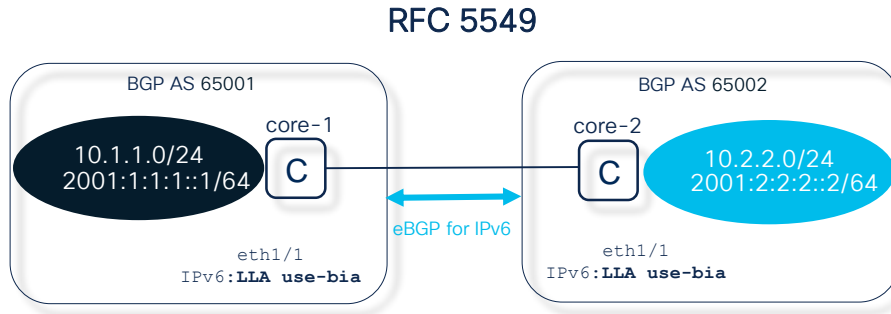 RFC 5549
BGP AS 65001
core-1
10.1.1.0/24
2001:1:1:1::1/64
C
eth1/1
IPv6:LLA use-bia
eBGP for IPv6
BGP AS 65002
core-2
C
10.2.2.0/24
2001:2:2:2::2/64
eth1/1
IPv6:LLA use-bia